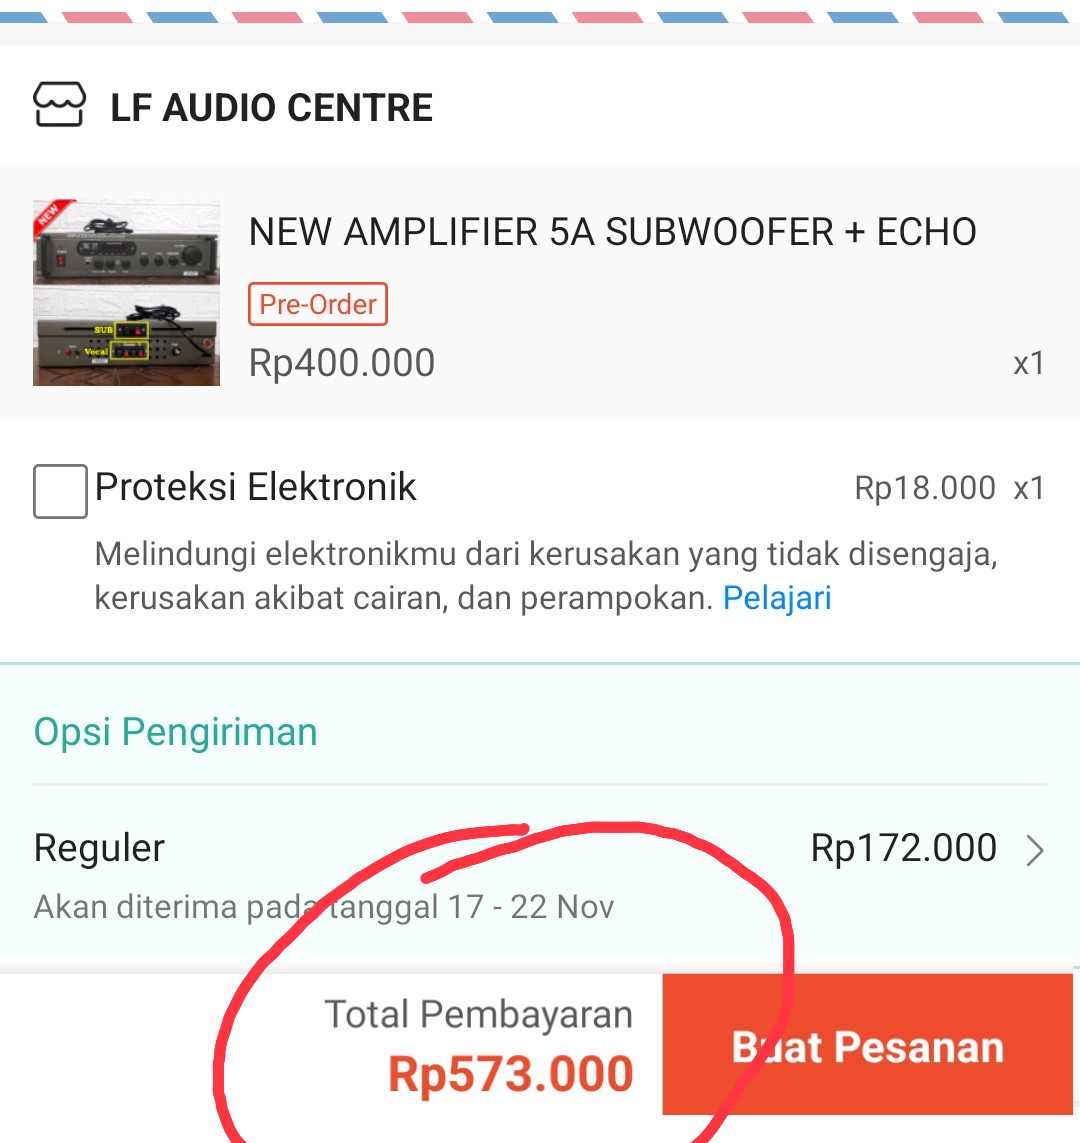 LF AUDIO CENTRE
NEW
NEW AMPLIFIER 5A SUBWOOFER + ECHO
Pre-Order
SUB
Vocal
Rp400.000 x1
Proteksi Elektronik Rp18.000 x1
Melindungi elektronikmu dari kerusakan yang tidak disengaja,
kerusakan akibat cairan, dan perampokan. Pelajari
Opsi Pengiriman
Reguler Rp172.000
Akan diterima pada tanggal 17 - 22 Nov
Total Pembayaran
Rp573.000
Buat Pesanan